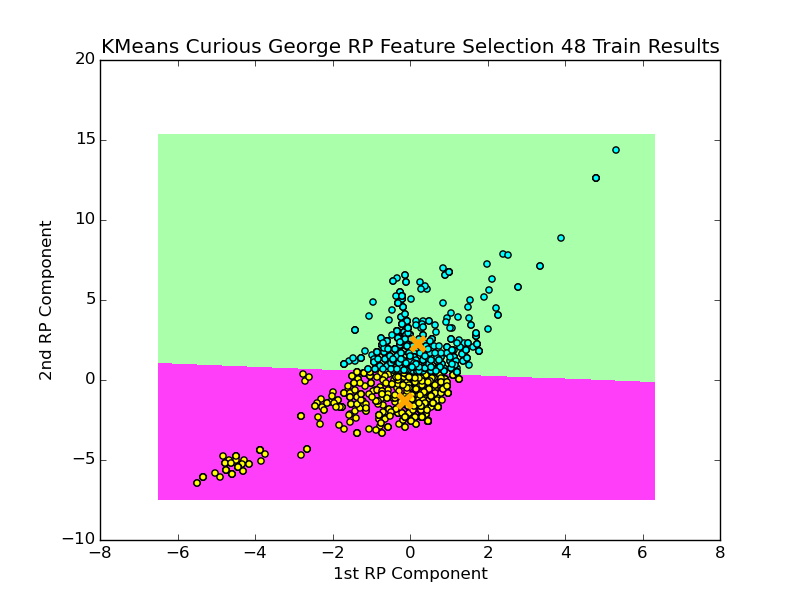 KMeans Curious George RP Feature Selection 48 Train Results
20
15
10
5
0
−5
−10
2nd RP Component
−8 −6 −4 −2 0 2 4 6 8
1st RP Component